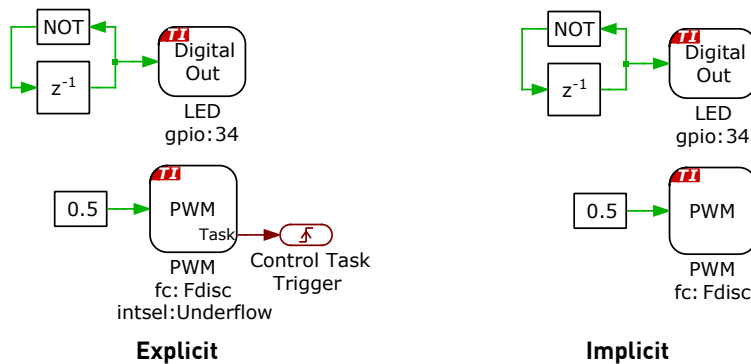 NOT
TI
Digital
Out
z⁻¹
LED
gpio:34
TI
0.5
PWM
Task
Control Task
Trigger
PWM
fc: Fdisc
intsel:Underflow
Explicit
NOT
TI
Digital
Out
z⁻¹
LED
gpio:34
TI
0.5
PWM
PWM
fc: Fdisc
Implicit